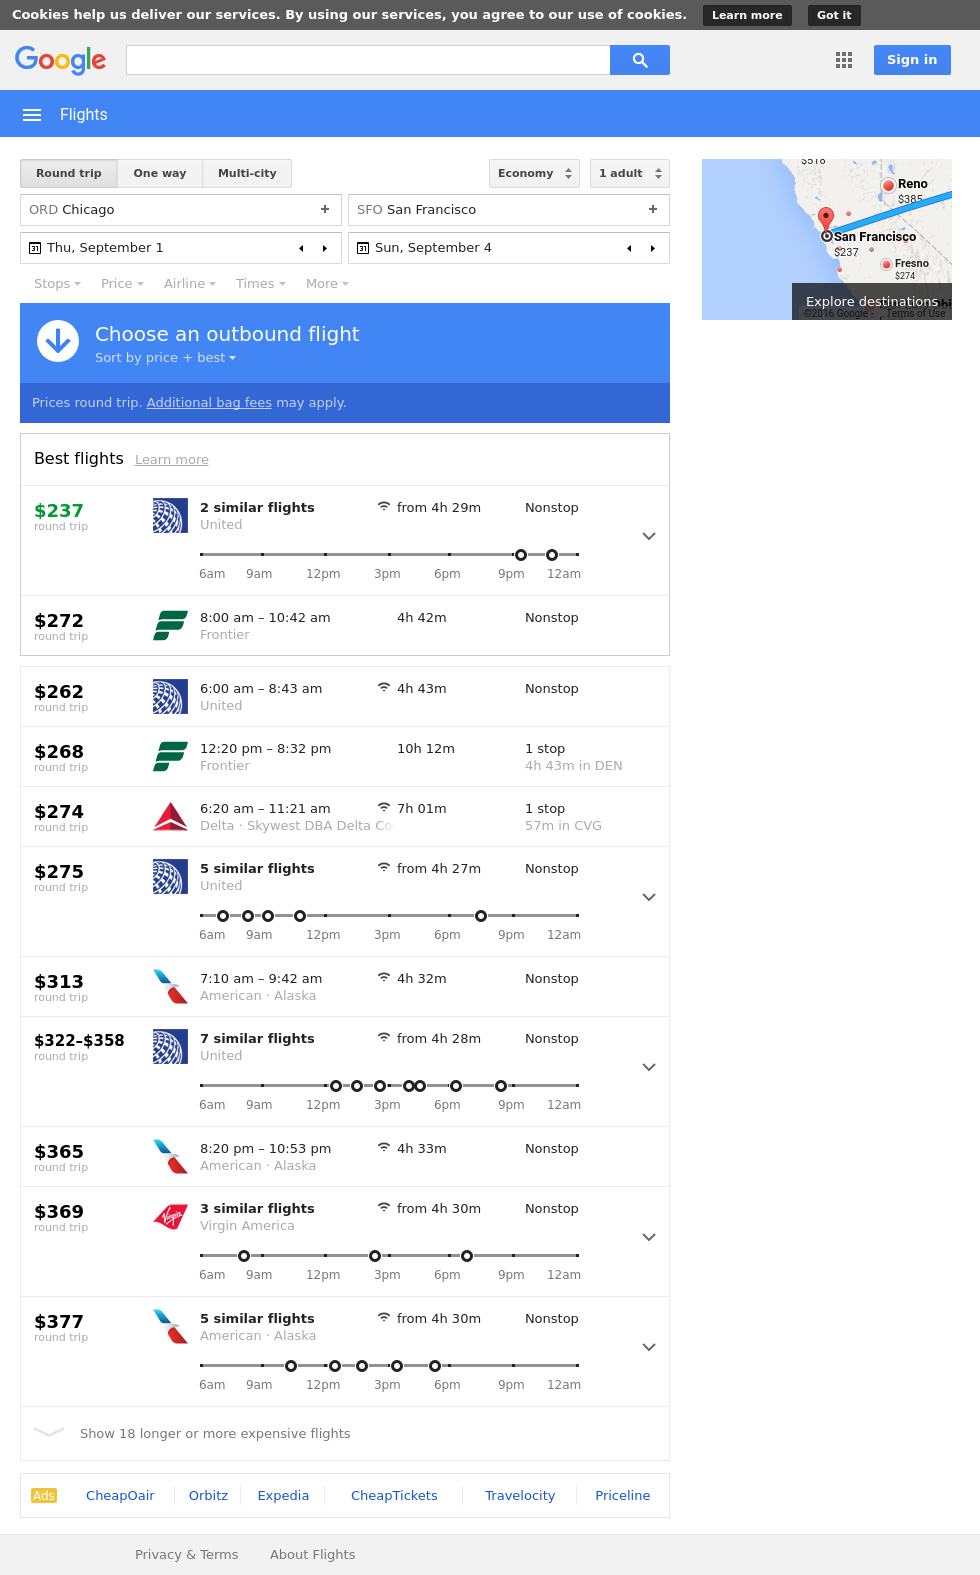 Cookies help us deliver our services. By using our services, you agree to our use of cookies. Learn more Got it
Google
Sign in
Flights
Round trip One way Multi-city Economy 1 adult
ORD Chicago + SFO San Francisco +
31 Thu, September 1 31 Sun, September 4
Stops Price Airline Times More
$518
Reno
$385
San Francisco
$237
Fresno
$274
Explore destinations
©2016 Google Terms of Use
Choose an outbound flight
Sort by price + best
Prices round trip. Additional bag fees may apply.
Best flights Learn more
$237 2 similar flights from 4h 29m Nonstop
round trip United
6am 9am 12pm 3pm 6pm 9pm 12am
$272 8:00 am – 10:42 am 4h 42m Nonstop
round trip Frontier
$262 6:00 am – 8:43 am 4h 43m Nonstop
round trip United
$268 12:20 pm – 8:32 pm 10h 12m 1 stop
round trip Frontier 4h 43m in DEN
$274 6:20 am – 11:21 am 7h 01m 1 stop
round trip Delta · Skywest DBA Delta Co 57m in CVG
$275 5 similar flights from 4h 27m Nonstop
round trip United
6am 9am 12pm 3pm 6pm 9pm 12am
$313 7:10 am – 9:42 am 4h 32m Nonstop
round trip American · Alaska
$322–$358 7 similar flights from 4h 28m Nonstop
round trip United
6am 9am 12pm 3pm 6pm 9pm 12am
$365 8:20 pm – 10:53 pm 4h 33m Nonstop
round trip American · Alaska
$369 Virgin 3 similar flights from 4h 30m Nonstop
round trip Virgin America
6am 9am 12pm 3pm 6pm 9pm 12am
$377 5 similar flights from 4h 30m Nonstop
round trip American · Alaska
6am 9am 12pm 3pm 6pm 9pm 12am
Show 18 longer or more expensive flights
Ads CheapOair Orbitz Expedia CheapTickets Travelocity Priceline
Privacy & Terms About Flights